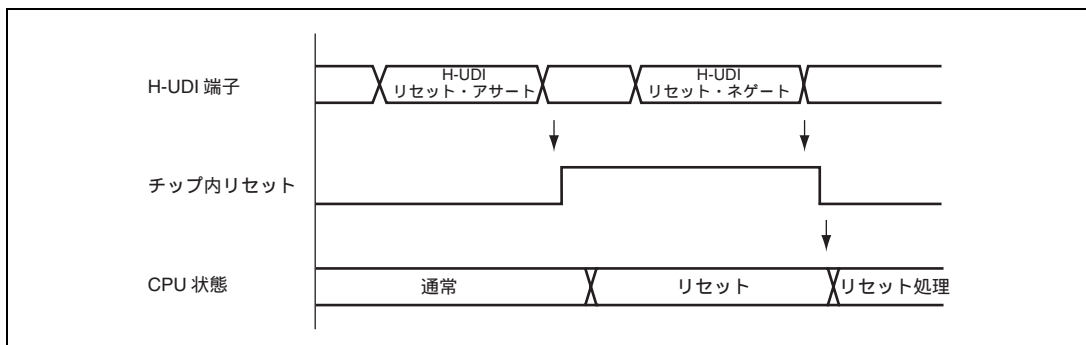 H-UDI 端子
H-UDI
リセット・アサート
H-UDI
リセット・ネゲート
チップ内リセット
CPU 状態
通常
リセット
リセット処理